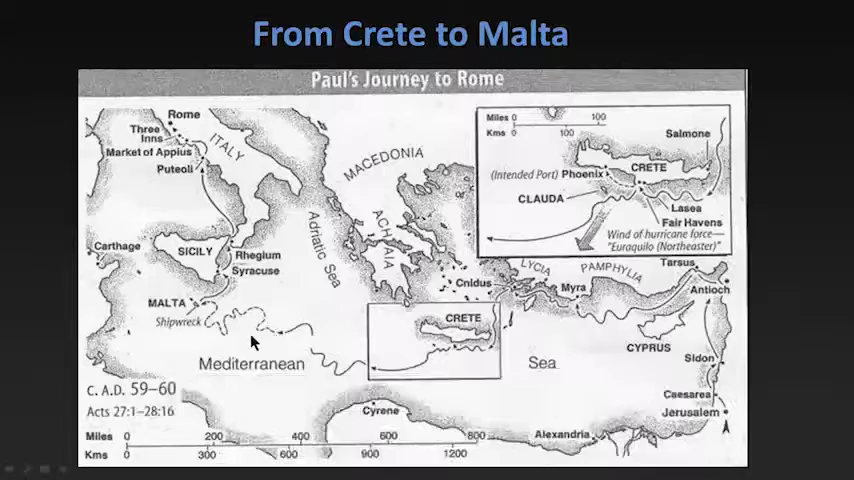 From Crete to Malta
Paul's Journey to Rome
Rome
Three
Inns
Market of Appius
Puteoli
ITALY
MACEDONIA
ACHAIA
Adriatic Sea
Carthage
SICILY
Rhegium
Syracuse
MALTA
Shipwreck
Mediterranean
Sea
Miles 0 100
Kms 0 100
Salmone
CRETE
(Intended Port) Phoenix
CLAUDA
Lasea
Fair Havens
Wind of hurricane force—
"Euraquilo (Northeaster)"
Cnidus
LYCIA
PAMPHYLIA
Myra
Tarsus
Antioch
CRETE
CYPRUS
Sidon
Caesarea
Jerusalem
Cyrene
Alexandria
C. A.D. 59–60
Acts 27:1–28:16
Miles 0 200 400 600 800
Kms 0 300 600 900 1200